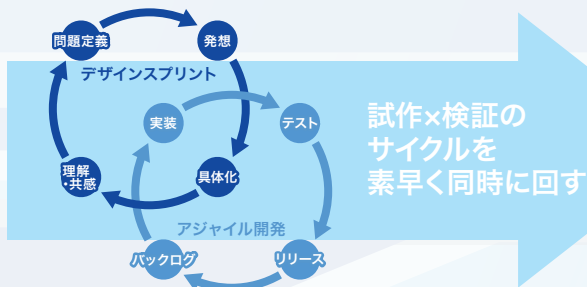 問題定義
発想
デザインスプリント
実装
テスト
試作×検証の
サイクルを
素早く同時に回す
理解
・共感
具体化
アジャイル開発
バックログ
リリース